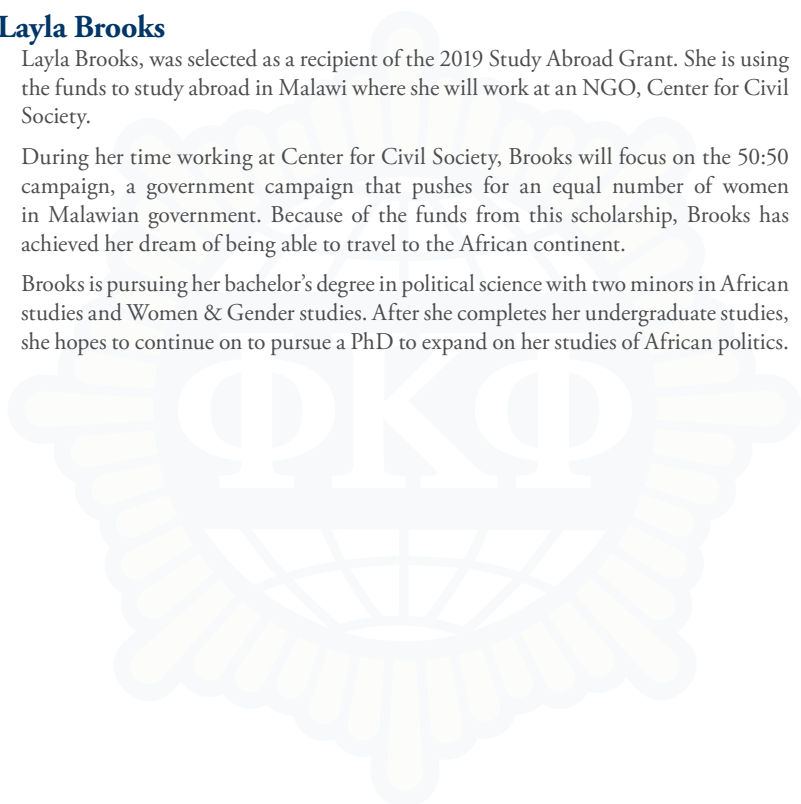 Layla Brooks
Layla Brooks, was selected as a recipient of the 2019 Study Abroad Grant. She is using
the funds to study abroad in Malawi where she will work at an NGO, Center for Civil
Society.
During her time working at Center for Civil Society, Brooks will focus on the 50:50
campaign, a government campaign that pushes for an equal number of women
in Malawian government. Because of the funds from this scholarship, Brooks has
achieved her dream of being able to travel to the African continent.
Brooks is pursuing her bachelor’s degree in political science with two minors in African
studies and Women & Gender studies. After she completes her undergraduate studies,
she hopes to continue on to pursue a PhD to expand on her studies of African politics.
ΦΚΦ